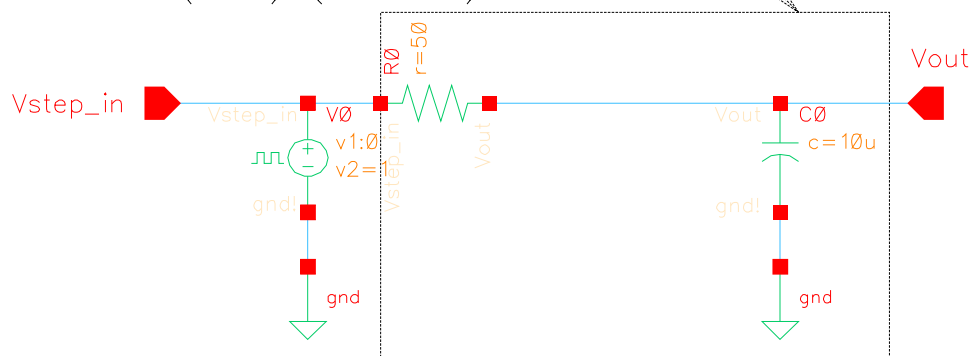 Vstep_in
Vstep_in
V0
v1:0
v2=1
gnd!
gnd
R0
r=50
Vstep_in
Vout
Vout
C0
c=10u
gnd!
gnd
Vout